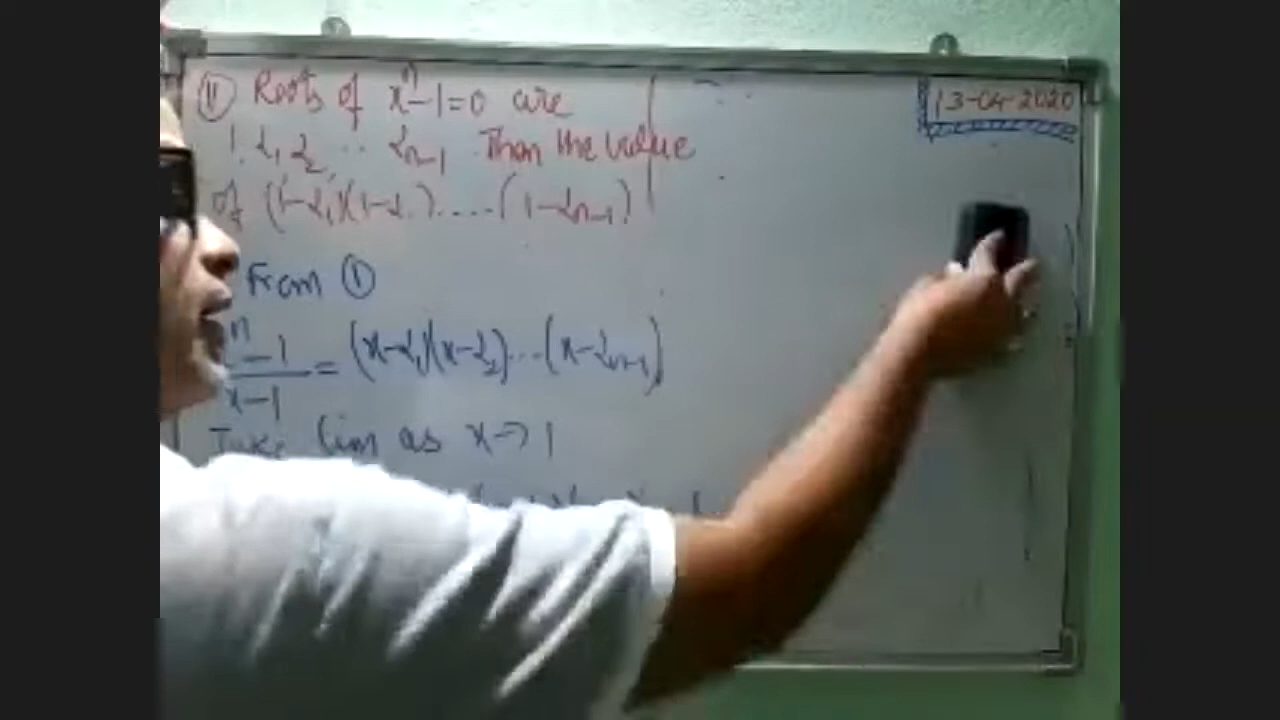 (11) Roots of xⁿ-1=0 are
1, α₁, α₂, ... αₙ₋₁ Then the value
of (1-α₁)(1-α₂)....(1-αₙ₋₁)
13-04-2020
From ①
ⁿ-1/x-1 = (x-α₁)(x-α₂)...(x-αₙ₋₁)
Take lim as x→1